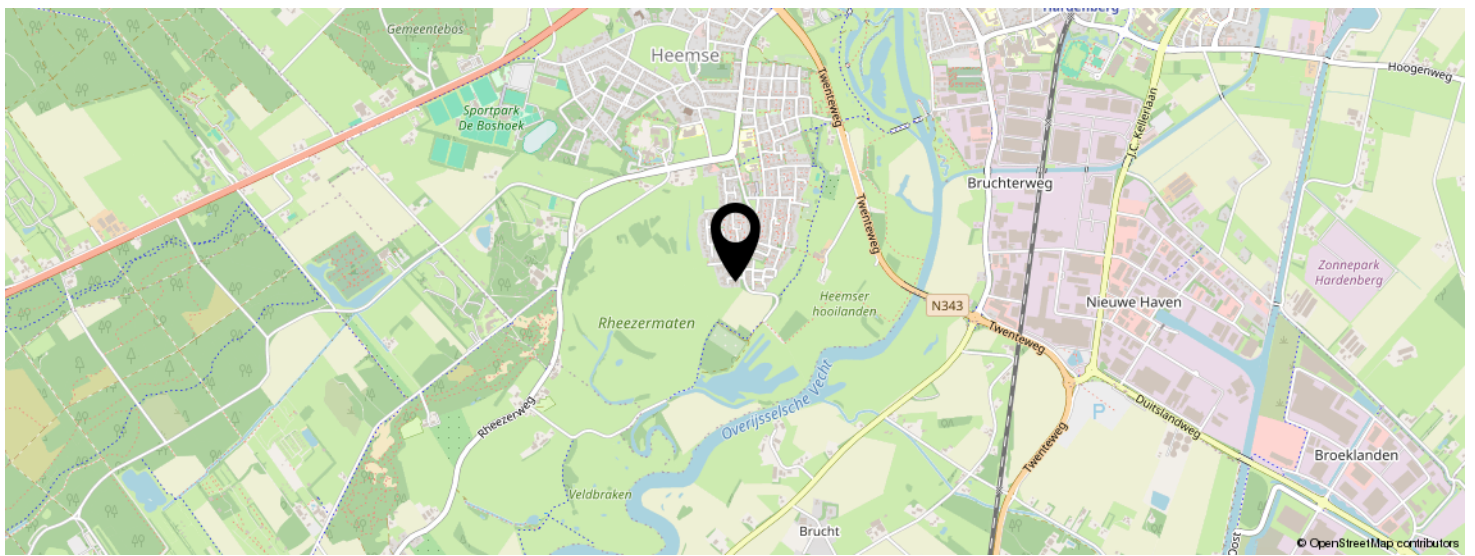 Hardenberg
Gemeentebos
Heemse
Hoogenweg
Twenteweg
Sportpark
De Boshoek
J.C. Kellerlaan
Bruchterweg
Twenteweg
Zonnepark
Hardenberg
Heemser
hooilanden
N343
Nieuwe Haven
Rheezermaten
Twenteweg
Overijsselsche Vecht
Rheezerweg
P
Duitslandweg
Twenteweg
Broeklanden
Veldbraken
Brucht
Oost
© OpenStreetMap contributors